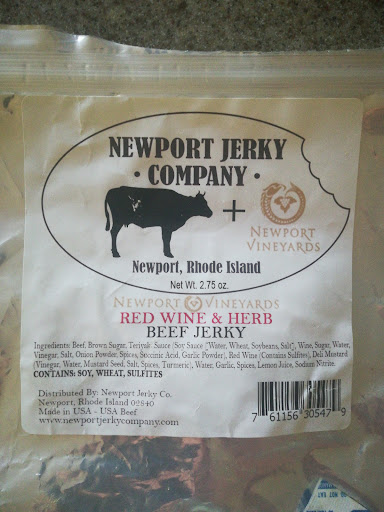 NEWPORT JERKY
· COMPANY ·
+
NEWPORT
VINEYARDS
Newport, Rhode Island
Net Wt. 2.75 oz.
NEWPORT VINEYARDS
RED WINE & HERB
BEEF JERKY
Ingredients: Beef, Brown Sugar, Teriyaki Sauce (Soy Sauce [Water, Wheat, Soybeans, Salt], Wine, Sugar, Water,
Vinegar, Salt, Onion Powder, Spices, Succinic Acid, Garlic Powder), Red Wine (Contains Sulfites), Deli Mustard
(Vinegar, Water, Mustard Seed, Salt, Spices, Turmeric), Water, Garlic, Spices, Lemon Juice, Sodium Nitrite.
CONTAINS: SOY, WHEAT, SULFITES
Distributed By: Newport Jerky Co.
Newport, Rhode Island 02840
Made in USA - USA Beef
www.newportjerkycompany.com
7 61156 30547 9
DO NOT EAT